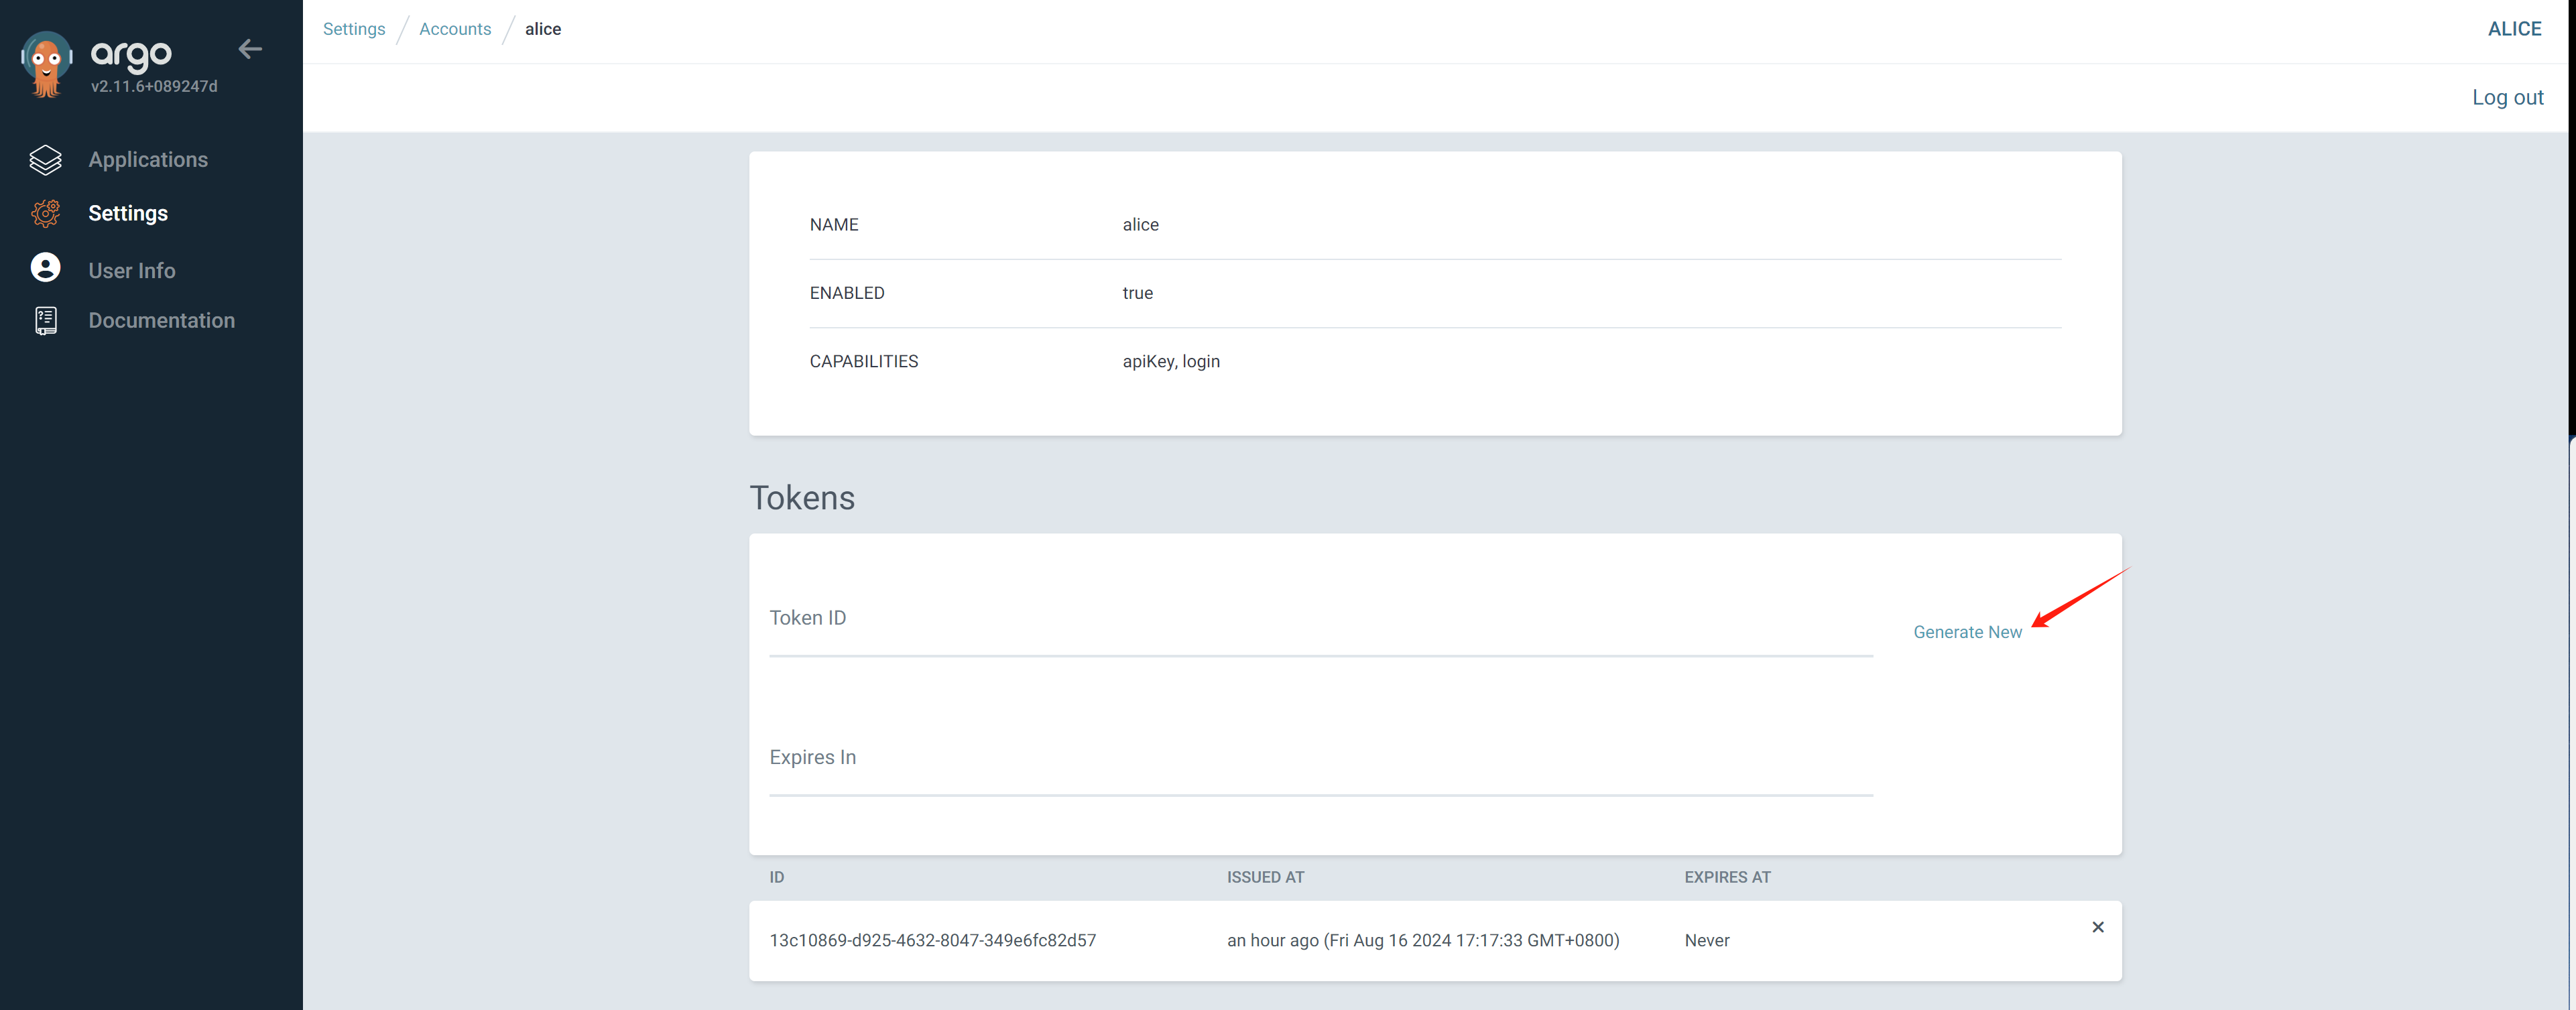 argo
v2.11.6+089247d
Applications
Settings
User Info
Documentation
Settings / Accounts / alice
ALICE
Log out
NAME alice
ENABLED true
CAPABILITIES apiKey, login
Tokens
Token ID
Generate New
Expires In
ID ISSUED AT EXPIRES AT
13c10869-d925-4632-8047-349e6fc82d57 an hour ago (Fri Aug 16 2024 17:17:33 GMT+0800) Never